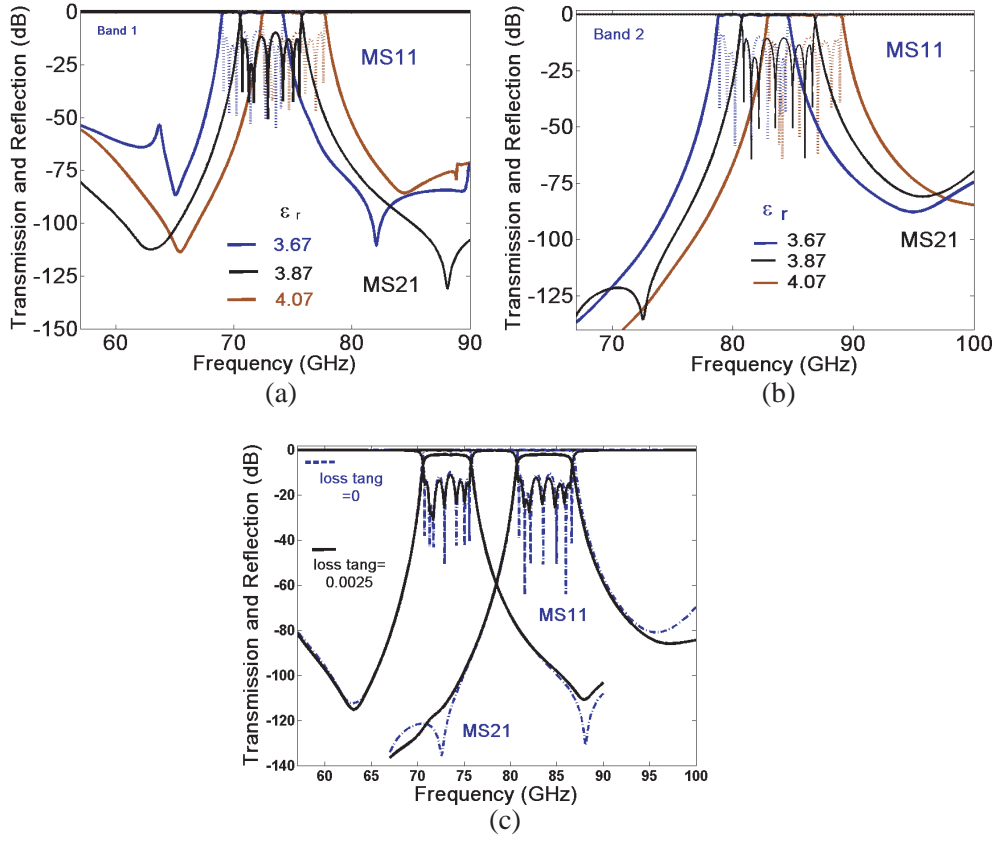 Transmission and Reflection (dB)
0
-25
-50
-75
-100
-125
-150
Band 1
MS11
ε r
3.67
3.87
4.07
MS21
60
70
80
90
Frequency (GHz)
(a)
Transmission and Reflection (dB)
0
-25
-50
-75
-100
-125
Band 2
MS11
ε r
3.67
3.87
4.07
MS21
70
80
90
100
Frequency (GHz)
(b)
Transmission and Reflection (dB)
0
-20
-40
-60
-80
-100
-120
-140
loss tang
=0
loss tang=
0.0025
MS11
MS21
60
65
70
75
80
85
90
95
100
Frequency (GHz)
(c)